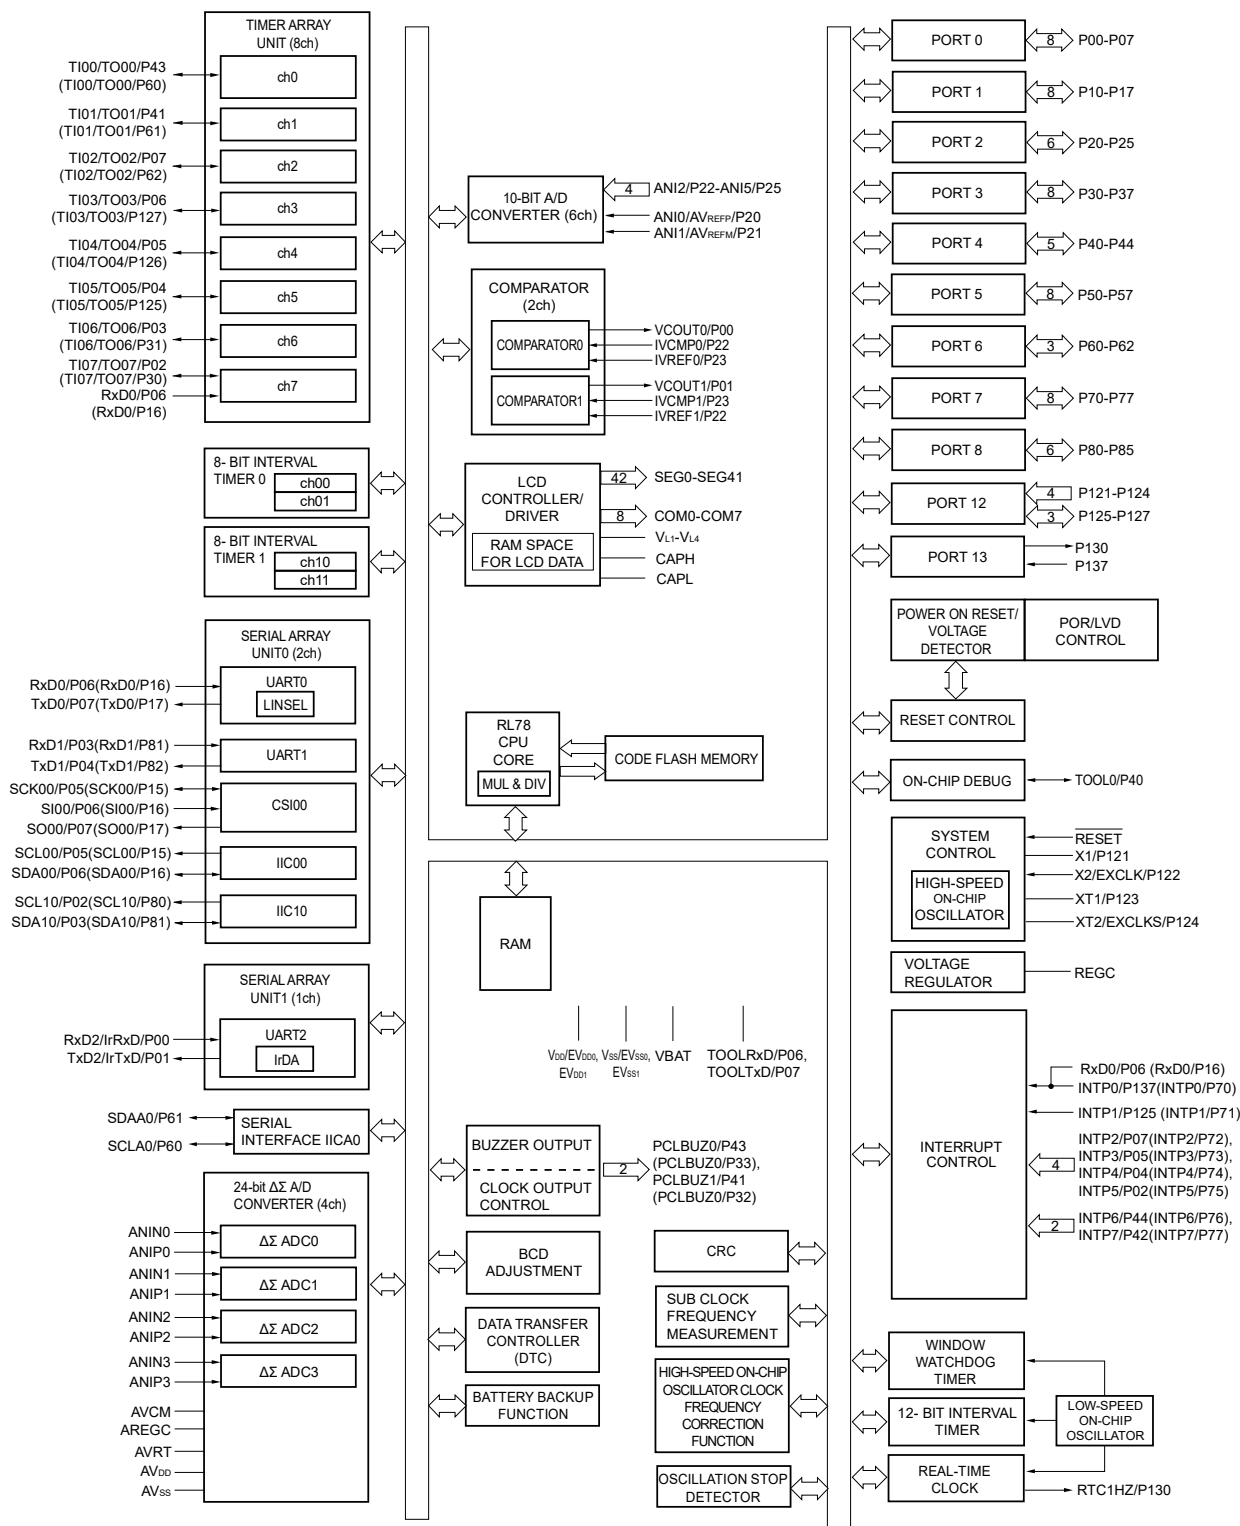 TIMER ARRAY
UNIT (8ch)
TI00/TO00/P43
(TI00/TO00/P60)
ch0
TI01/TO01/P41
(TI01/TO01/P61)
ch1
TI02/TO02/P07
(TI02/TO02/P62)
ch2
TI03/TO03/P06
(TI03/TO03/P127)
ch3
TI04/TO04/P05
(TI04/TO04/P126)
ch4
TI05/TO05/P04
(TI05/TO05/P125)
ch5
TI06/TO06/P03
(TI06/TO06/P31)
ch6
TI07/TO07/P02
(TI07/TO07/P30)
RxD0/P06
(RxD0/P16)
ch7
8- BIT INTERVAL
TIMER 0
ch00
ch01
8- BIT INTERVAL
TIMER 1
ch10
ch11
SERIAL ARRAY
UNIT0 (2ch)
RxD0/P06(RxD0/P16)
TxD0/P07(TxD0/P17)
UART0
LINSEL
RxD1/P03(RxD1/P81)
TxD1/P04(TxD1/P82)
UART1
SCK00/P05(SCK00/P15)
SI00/P06(SI00/P16)
SO00/P07(SO00/P17)
CSI00
SCL00/P05(SCL00/P15)
SDA00/P06(SDA00/P16)
IIC00
SCL10/P02(SCL10/P80)
SDA10/P03(SDA10/P81)
IIC10
SERIAL ARRAY
UNIT1 (1ch)
RxD2/IrRxD/P00
TxD2/IrTxD/P01
UART2
IrDA
SDAA0/P61
SCLA0/P60
SERIAL
INTERFACE IICA0
24-bit ΔΣ A/D
CONVERTER (4ch)
ANIN0
ANIP0
ΔΣ ADC0
ANIN1
ANIP1
ΔΣ ADC1
ANIN2
ANIP2
ΔΣ ADC2
ANIN3
ANIP3
ΔΣ ADC3
AVCM
AREGC
AVRT
AVDD
AVSS
10-BIT A/D
CONVERTER (6ch)
4
ANI2/P22-ANI5/P25
ANI0/AVREFP/P20
ANI1/AVREFM/P21
COMPARATOR
(2ch)
COMPARATOR0
VCOUT0/P00
IVCMP0/P22
IVREF0/P23
COMPARATOR1
VCOUT1/P01
IVCMP1/P23
IVREF1/P22
LCD
CONTROLLER/
DRIVER
RAM SPACE
FOR LCD DATA
42
SEG0-SEG41
8
COM0-COM7
VL1-VL4
CAPH
CAPL
RL78
CPU
CORE
MUL & DIV
CODE FLASH MEMORY
RAM
VDD/EVDD0,
EVDD1
VSS/EVSS0,
EVSS1
VBAT
TOOLRxD/P06,
TOOLTxD/P07
BUZZER OUTPUT
CLOCK OUTPUT
CONTROL
2
PCLBUZ0/P43
(PCLBUZ0/P33),
PCLBUZ1/P41
(PCLBUZ0/P32)
BCD
ADJUSTMENT
DATA TRANSFER
CONTROLLER
(DTC)
BATTERY BACKUP
FUNCTION
CRC
SUB CLOCK
FREQUENCY
MEASUREMENT
HIGH-SPEED ON-CHIP
OSCILLATOR CLOCK
FREQUENCY
CORRECTION
FUNCTION
OSCILLATION STOP
DETECTOR
PORT 0
8
P00-P07
PORT 1
8
P10-P17
PORT 2
6
P20-P25
PORT 3
8
P30-P37
PORT 4
5
P40-P44
PORT 5
8
P50-P57
PORT 6
3
P60-P62
PORT 7
8
P70-P77
PORT 8
6
P80-P85
PORT 12
4
P121-P124
3
P125-P127
PORT 13
P130
P137
POWER ON RESET/
VOLTAGE
DETECTOR
POR/LVD
CONTROL
RESET CONTROL
ON-CHIP DEBUG
TOOL0/P40
SYSTEM
CONTROL
HIGH-SPEED
ON-CHIP
OSCILLATOR
RESET
X1/P121
X2/EXCLK/P122
XT1/P123
XT2/EXCLKS/P124
VOLTAGE
REGULATOR
REGC
INTERRUPT
CONTROL
RxD0/P06 (RxD0/P16)
INTP0/P137(INTP0/P70)
INTP1/P125 (INTP1/P71)
4
INTP2/P07(INTP2/P72),
INTP3/P05(INTP3/P73),
INTP4/P04(INTP4/P74),
INTP5/P02(INTP5/P75)
2
INTP6/P44(INTP6/P76),
INTP7/P42(INTP7/P77)
WINDOW
WATCHDOG
TIMER
12- BIT INTERVAL
TIMER
LOW-SPEED
ON-CHIP
OSCILLATOR
REAL-TIME
CLOCK
RTC1HZ/P130